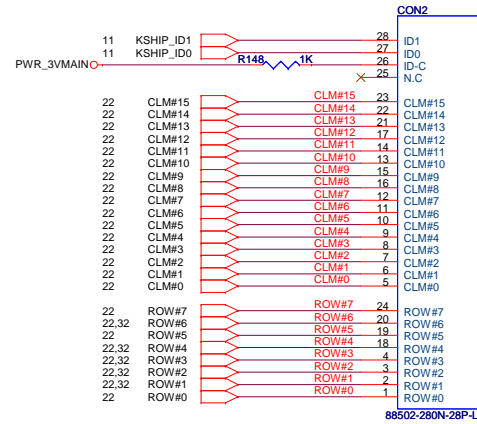 CON2
11 KSHIP_ID1 28 ID1
11 KSHIP_ID0 27 ID0
PWR_3VMAIN R148 1K 26 ID-C
25 N.C
22 CLM#15 CLM#15 23 CLM#15
22 CLM#14 CLM#14 22 CLM#14
22 CLM#13 CLM#13 21 CLM#13
22 CLM#12 CLM#12 17 CLM#12
22 CLM#11 CLM#11 14 CLM#11
22 CLM#10 CLM#10 13 CLM#10
22 CLM#9 CLM#9 15 CLM#9
22 CLM#8 CLM#8 16 CLM#8
22 CLM#7 CLM#7 12 CLM#7
22 CLM#6 CLM#6 11 CLM#6
22 CLM#5 CLM#5 10 CLM#5
22 CLM#4 CLM#4 9 CLM#4
22 CLM#3 CLM#3 8 CLM#3
22 CLM#2 CLM#2 7 CLM#2
22 CLM#1 CLM#1 6 CLM#1
22 CLM#0 CLM#0 5 CLM#0
22 ROW#7 ROW#7 24 ROW#7
22,32 ROW#6 ROW#6 20 ROW#6
22 ROW#5 ROW#5 19 ROW#5
22,32 ROW#4 ROW#4 18 ROW#4
22,32 ROW#3 ROW#3 4 ROW#3
22,32 ROW#2 ROW#2 3 ROW#2
22,32 ROW#1 ROW#1 2 ROW#1
22 ROW#0 ROW#0 1 ROW#0
88502-280N-28P-L